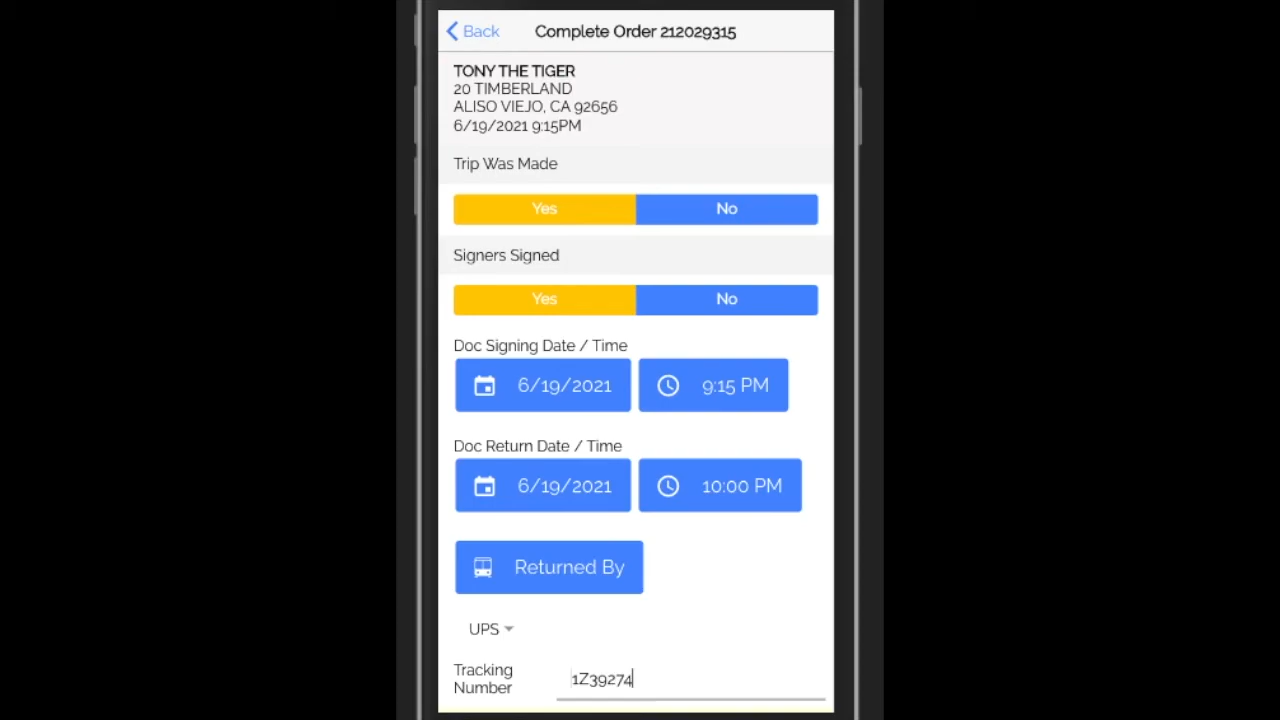 Back Complete Order 212029315
TONY THE TIGER
20 TIMBERLAND
ALISO VIEJO, CA 92656
6/19/2021 9:15PM
Trip Was Made
Yes No
Signers Signed
Yes No
Doc Signing Date / Time
6/19/2021 9:15 PM
Doc Return Date / Time
6/19/2021 10:00 PM
Returned By
UPS
Tracking
Number 1Z39274